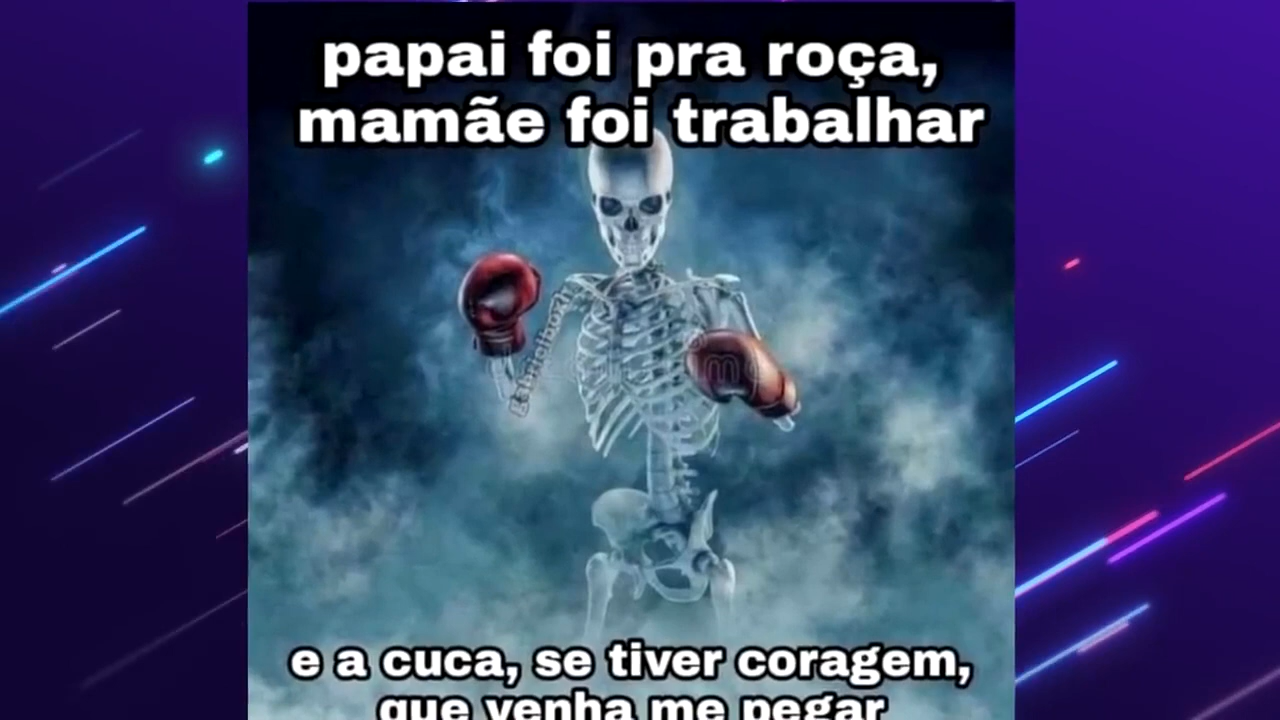 papai foi pra roça,
mamãe foi trabalhar
e a cuca, se tiver coragem,
que venha me pegar